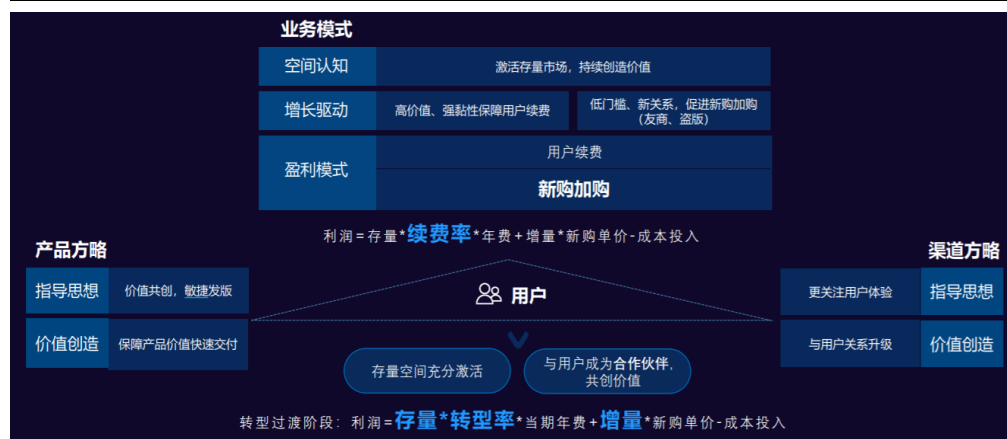 业务模式
空间认知
激活存量市场，持续创造价值
增长驱动
高价值、强黏性保障用户续费
低门槛、新关系，促进新购加购
（友商、盗版）
盈利模式
用户续费
新购加购
利润=存量*续费率*年费+增量*新购单价-成本投入
产品方略
指导思想
价值共创，敏捷发版
价值创造
保障产品价值快速交付
用户
渠道方略
更关注用户体验
指导思想
与用户关系升级
价值创造
存量空间充分激活
与用户成为合作伙伴，
共创价值
转型过渡阶段：利润=存量*转型率*当期年费+增量*新购单价-成本投入